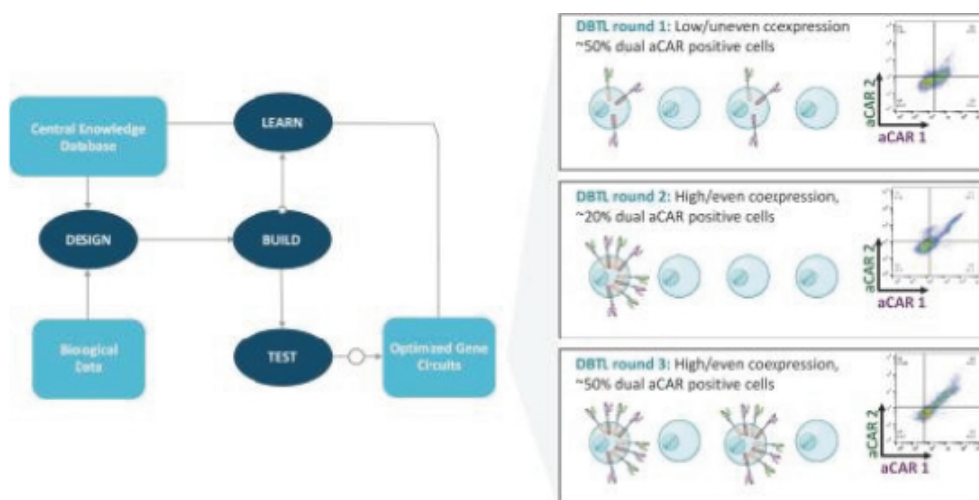 Central Knowledge
Database
LEARN
DESIGN
BUILD
Biological
Data
TEST
Optimized Gene
Circuits
DBTL round 1: Low/uneven coexpression
~50% dual aCAR positive cells
aCAR 2
aCAR 1
DBTL round 2: High/even coexpression,
~20% dual aCAR positive cells
aCAR 2
aCAR 1
DBTL round 3: High/even coexpression,
~50% dual aCAR positive cells
aCAR 2
aCAR 1